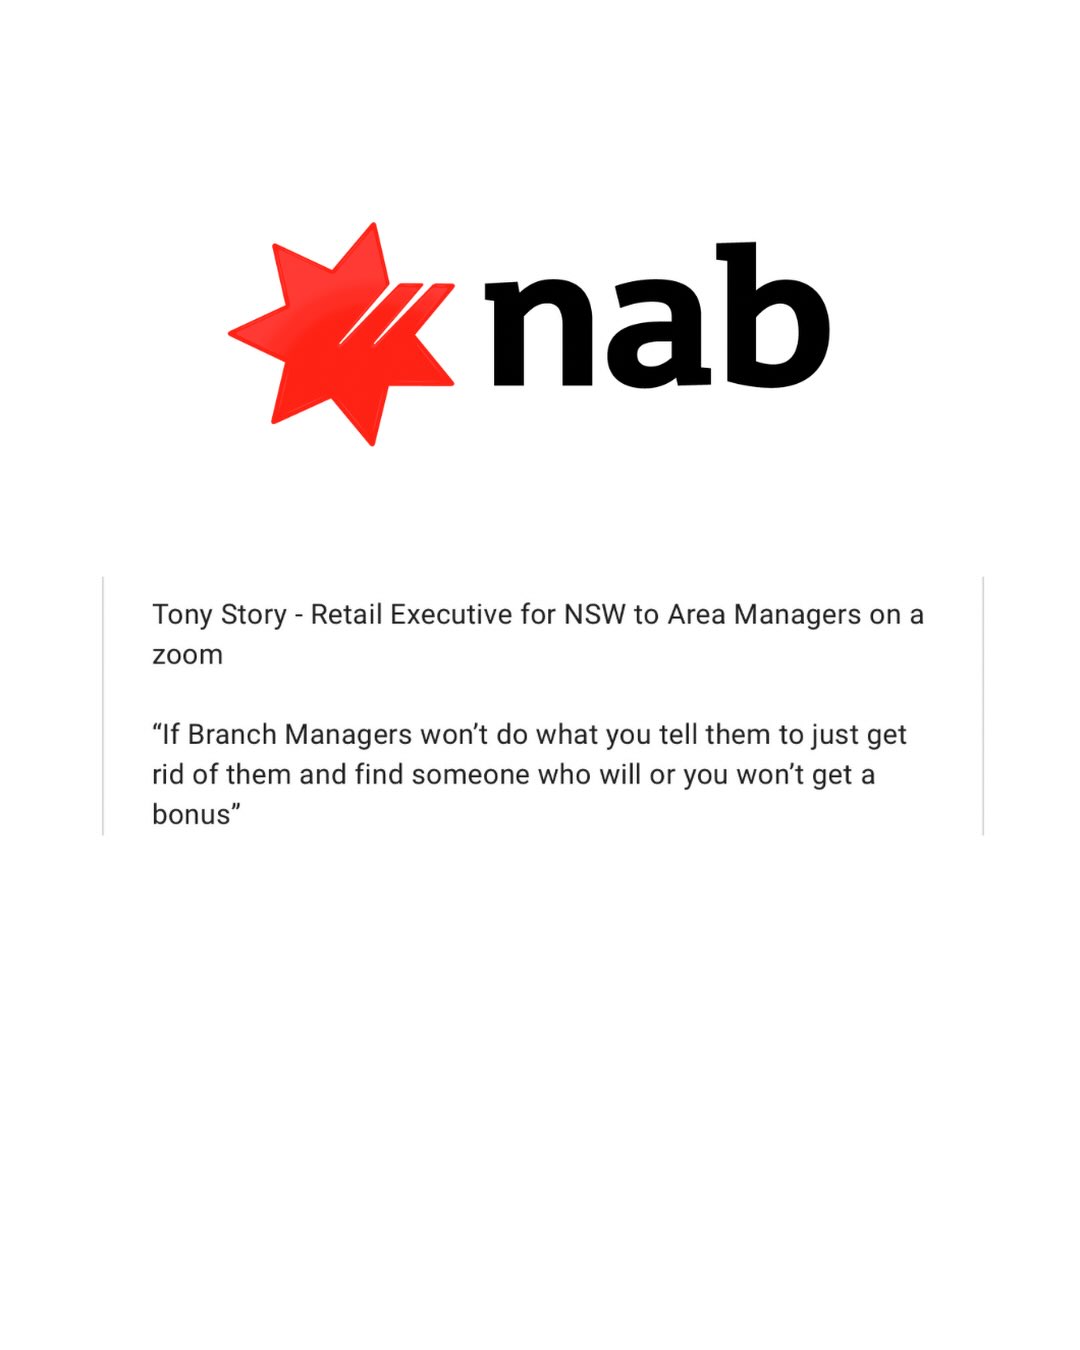 nab
Tony Story - Retail Executive for NSW to Area Managers on a
zoom
“If Branch Managers won’t do what you tell them to just get
rid of them and find someone who will or you won’t get a
bonus”